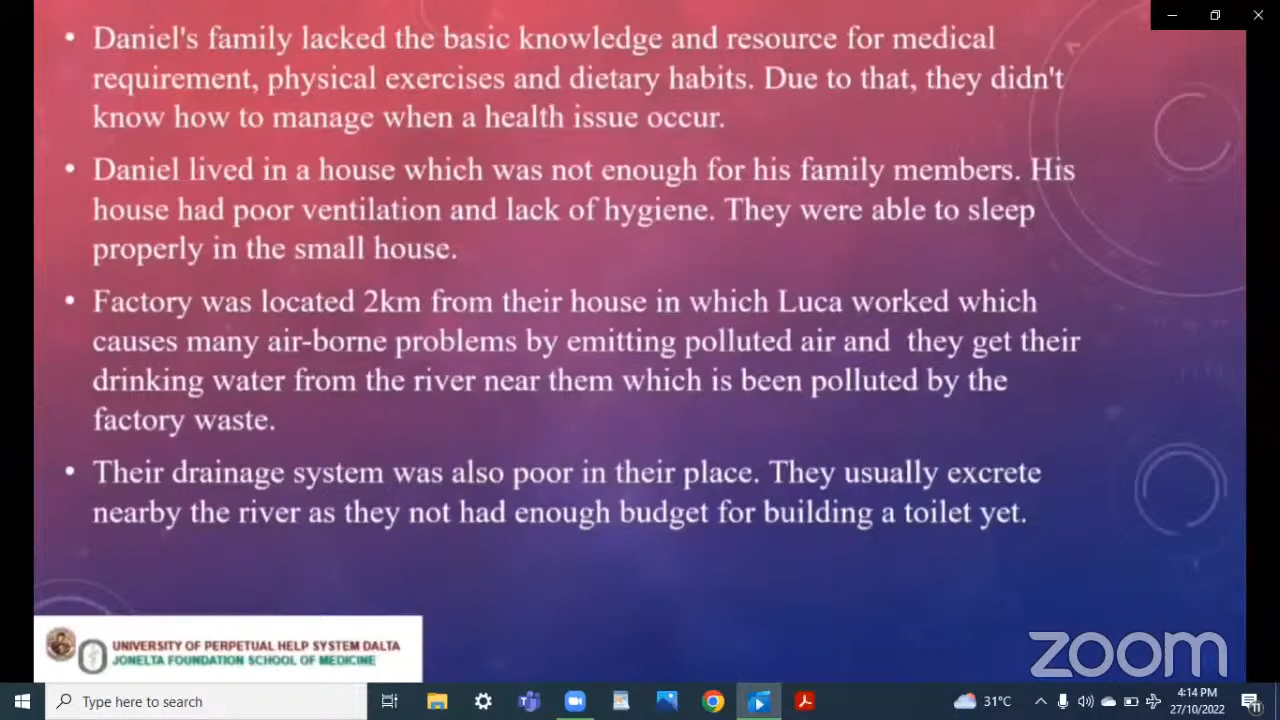 • Daniel's family lacked the basic knowledge and resource for medical
requirement, physical exercises and dietary habits. Due to that, they didn't
know how to manage when a health issue occur.
• Daniel lived in a house which was not enough for his family members. His
house had poor ventilation and lack of hygiene. They were able to sleep
properly in the small house.
• Factory was located 2km from their house in which Luca worked which
causes many air-borne problems by emitting polluted air and they get their
drinking water from the river near them which is been polluted by the
factory waste.
• Their drainage system was also poor in their place. They usually excrete
nearby the river as they not had enough budget for building a toilet yet.
UNIVERSITY OF PERPETUAL HELP SYSTEM DALTA
JONELTA FOUNDATION SCHOOL OF MEDICINE
zoom
Type here to search
31°C
4:14 PM
27/10/2022
11